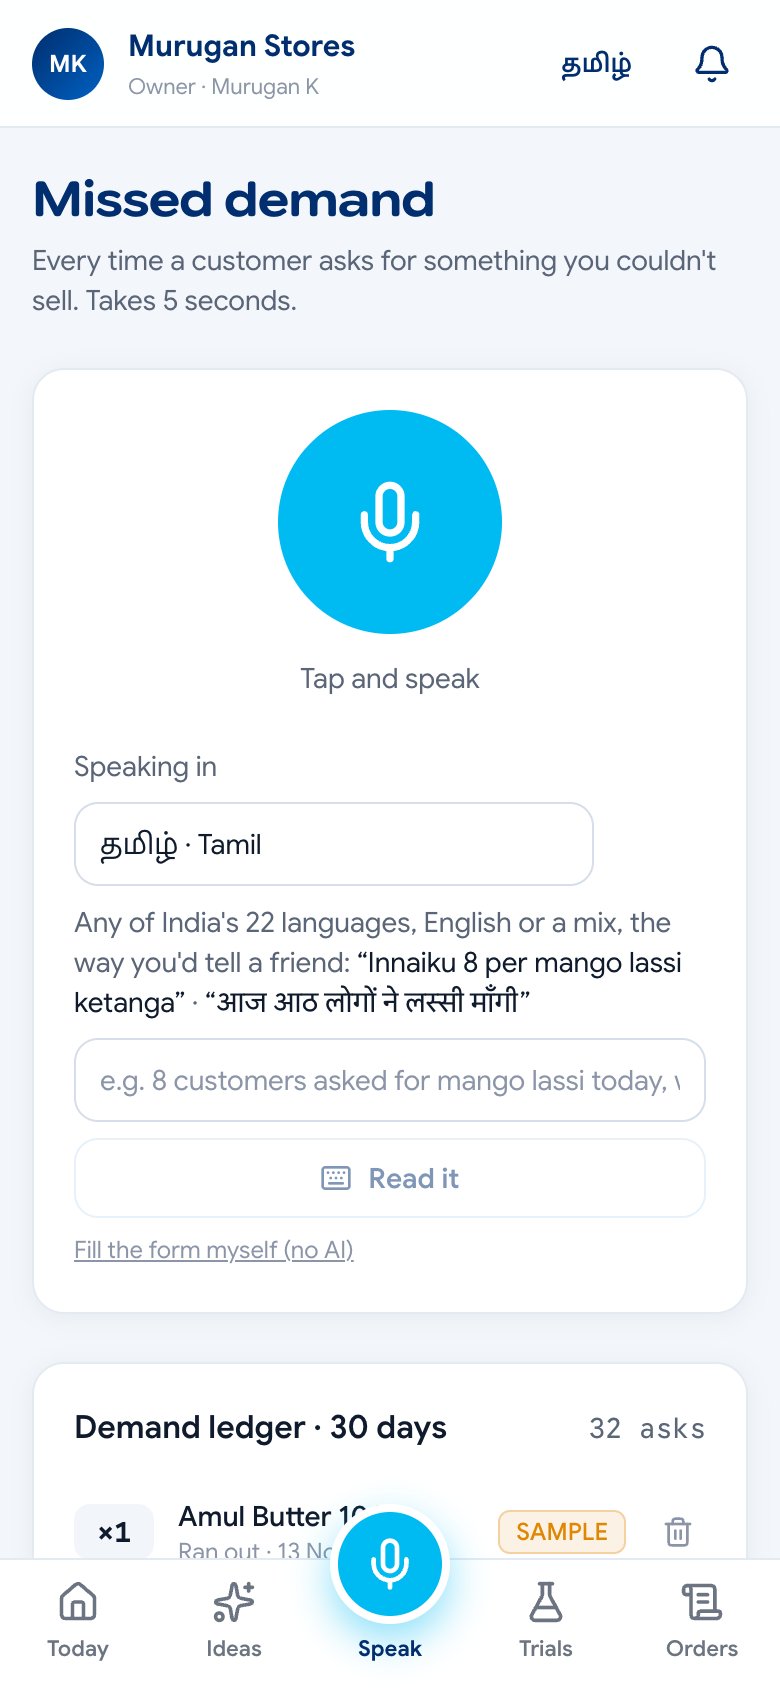 MK
Murugan Stores
Owner · Murugan K
தமிழ்
Missed demand
Every time a customer asks for something you couldn't
sell. Takes 5 seconds.
Tap and speak
Speaking in
தமிழ் · Tamil
Any of India's 22 languages, English or a mix, the
way you'd tell a friend: “Innaiku 8 per mango lassi
ketanga” · “आज आठ लोगों ने लस्सी माँगी”
e.g. 8 customers asked for mango lassi today,
Read it
Fill the form myself (no AI)
Demand ledger · 30 days
32 asks
×1
Amul Butter
SAMPLE
Ran out · 13
Today
Ideas
Speak
Trials
Orders